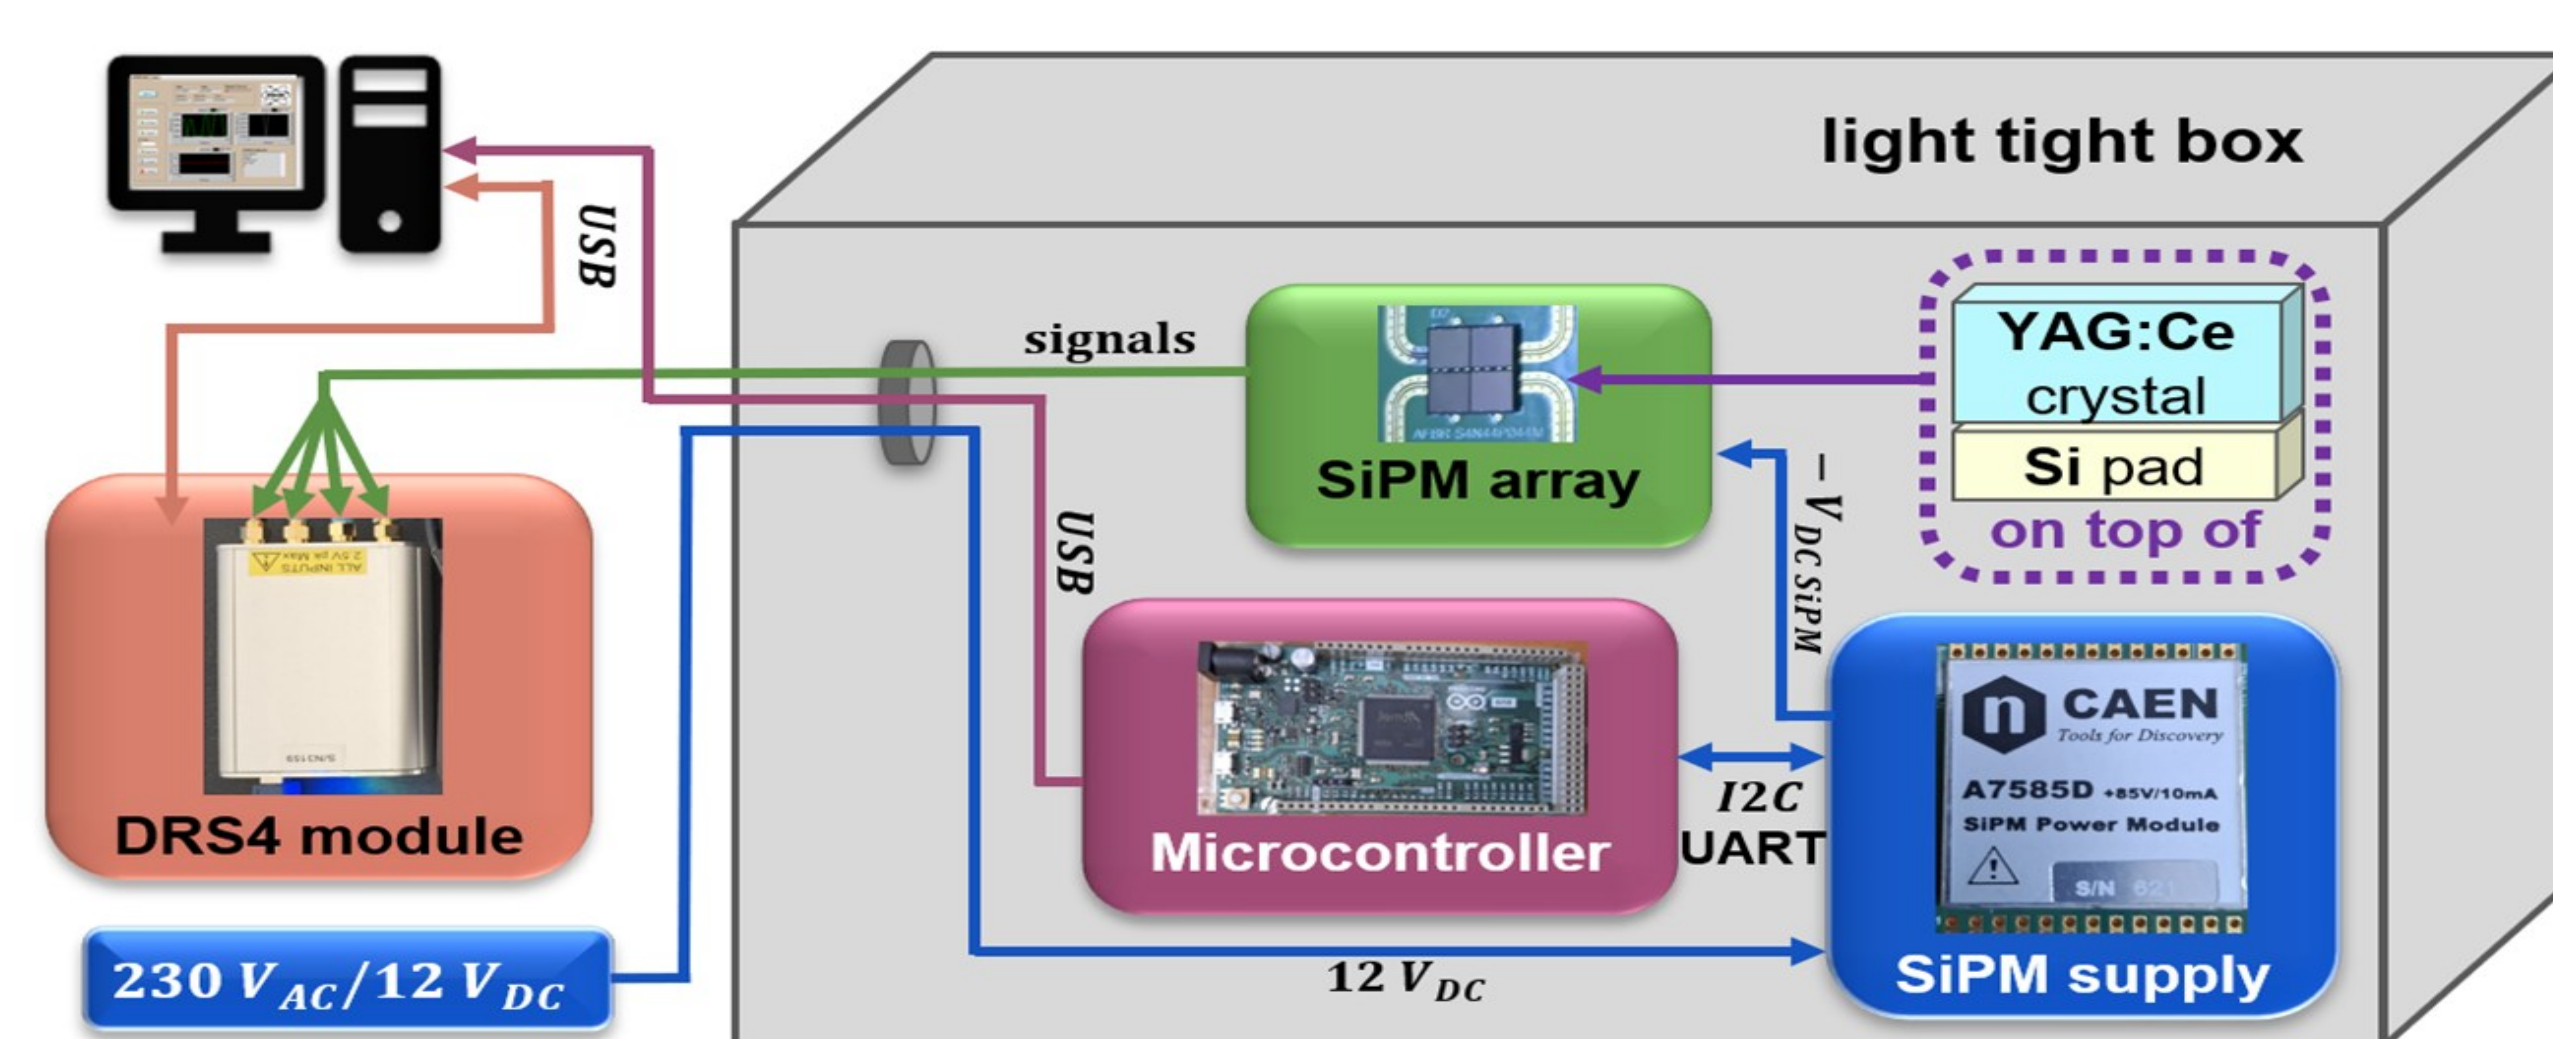 light tight box
USB
signals
YAG:Ce
crystal
Si pad
on top of
SiPM array
−V DC SiPM
USB
ALL INPUTS
2.5V pk Max
S/N3159
DRS4 module
Microcontroller
I2C
UART
n CAEN
Tools for Discovery
A7585D +85V/10mA
SiPM Power Module
S/N 621
SiPM supply
230 V AC/12 V DC
12 V DC